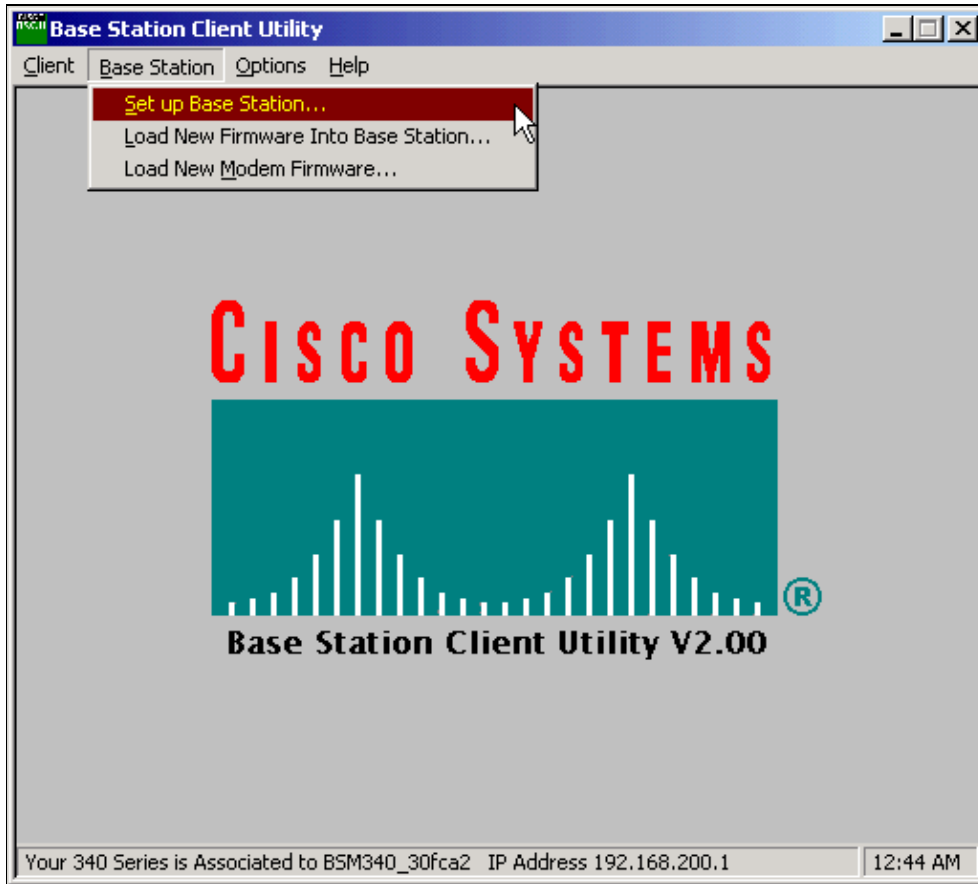 Base Station Client Utility
Client Base Station Options Help
Set up Base Station...
Load New Firmware Into Base Station...
Load New Modem Firmware...
CISCO SYSTEMS
®
Base Station Client Utility V2.00
Your 340 Series is Associated to BSM340_30fca2 IP Address 192.168.200.1 12:44 AM